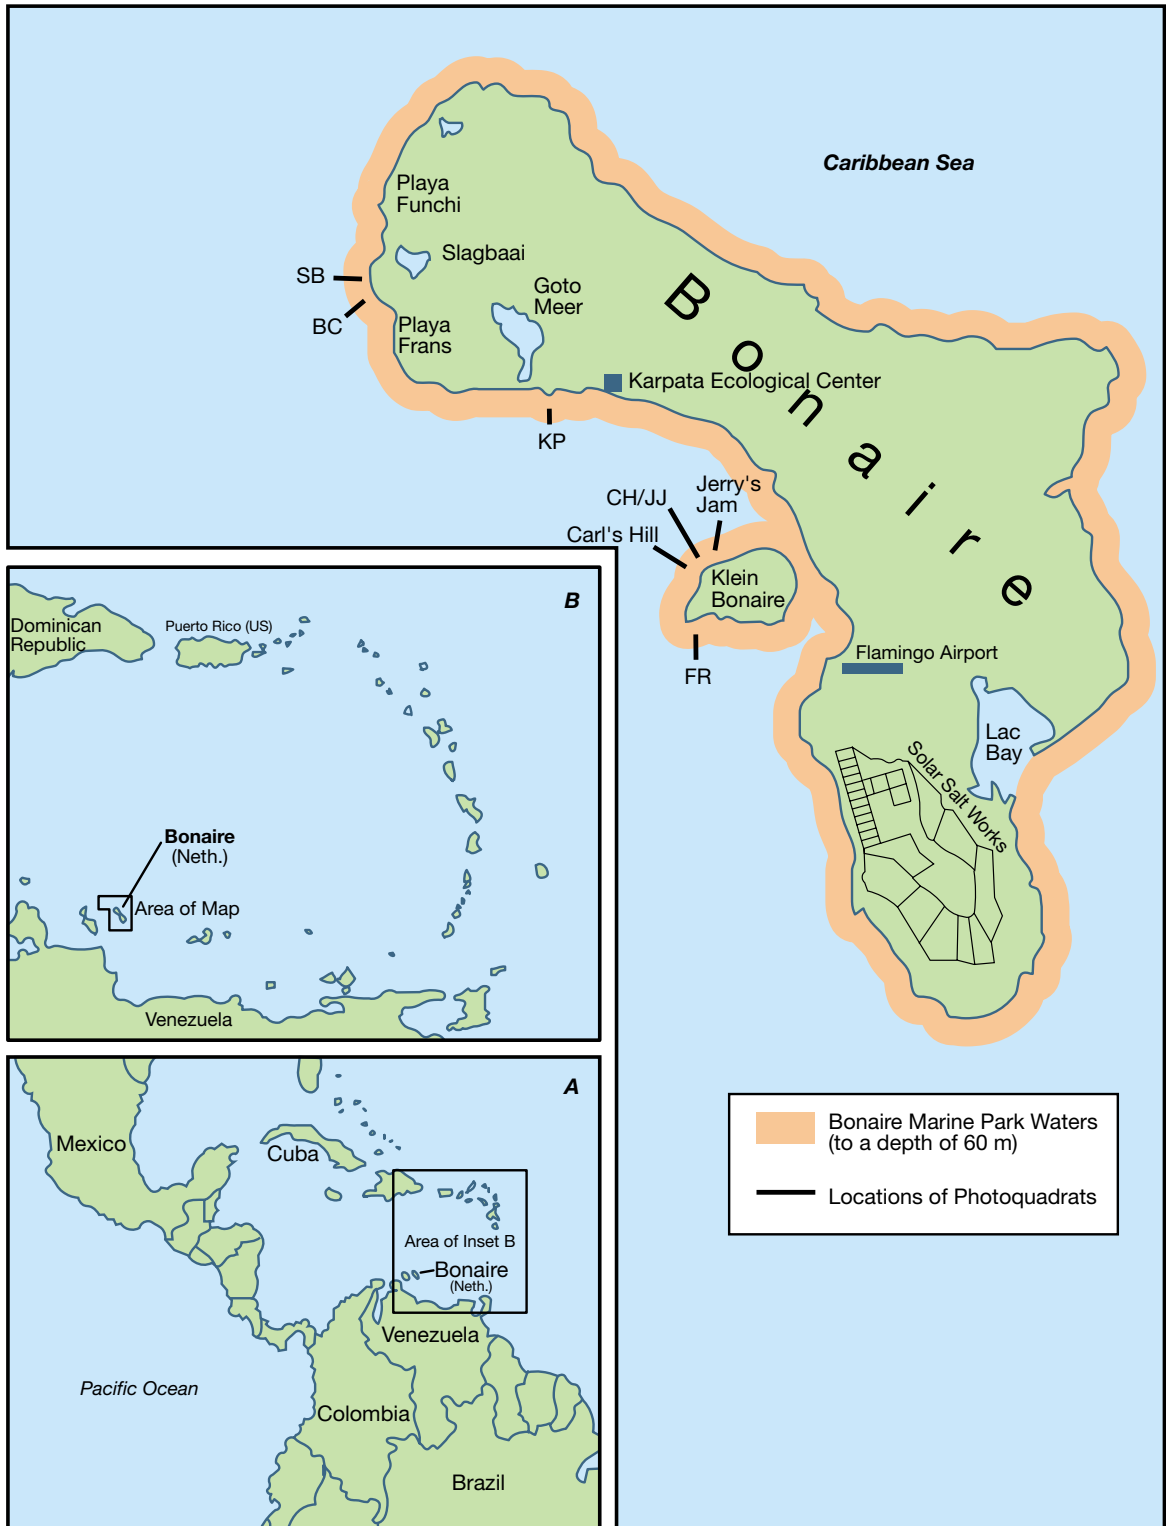 Caribbean Sea
Playa
Funchi
Slagbaai
SB
Goto
Meer
BC
Playa
Frans
Bonaire
Karpata Ecological Center
KP
Jerry's
Jam
CH/JJ
Carl's Hill
Klein
Bonaire
FR
Flamingo Airport
Lac
Bay
Solar Salt Works
B
Dominican
Republic
Puerto Rico (US)
Bonaire
(Neth.)
Area of Map
Venezuela
A
Mexico
Cuba
Area of Inset B
Bonaire
(Neth.)
Venezuela
Pacific Ocean
Colombia
Brazil
Bonaire Marine Park Waters
(to a depth of 60 m)
Locations of Photoquadrats